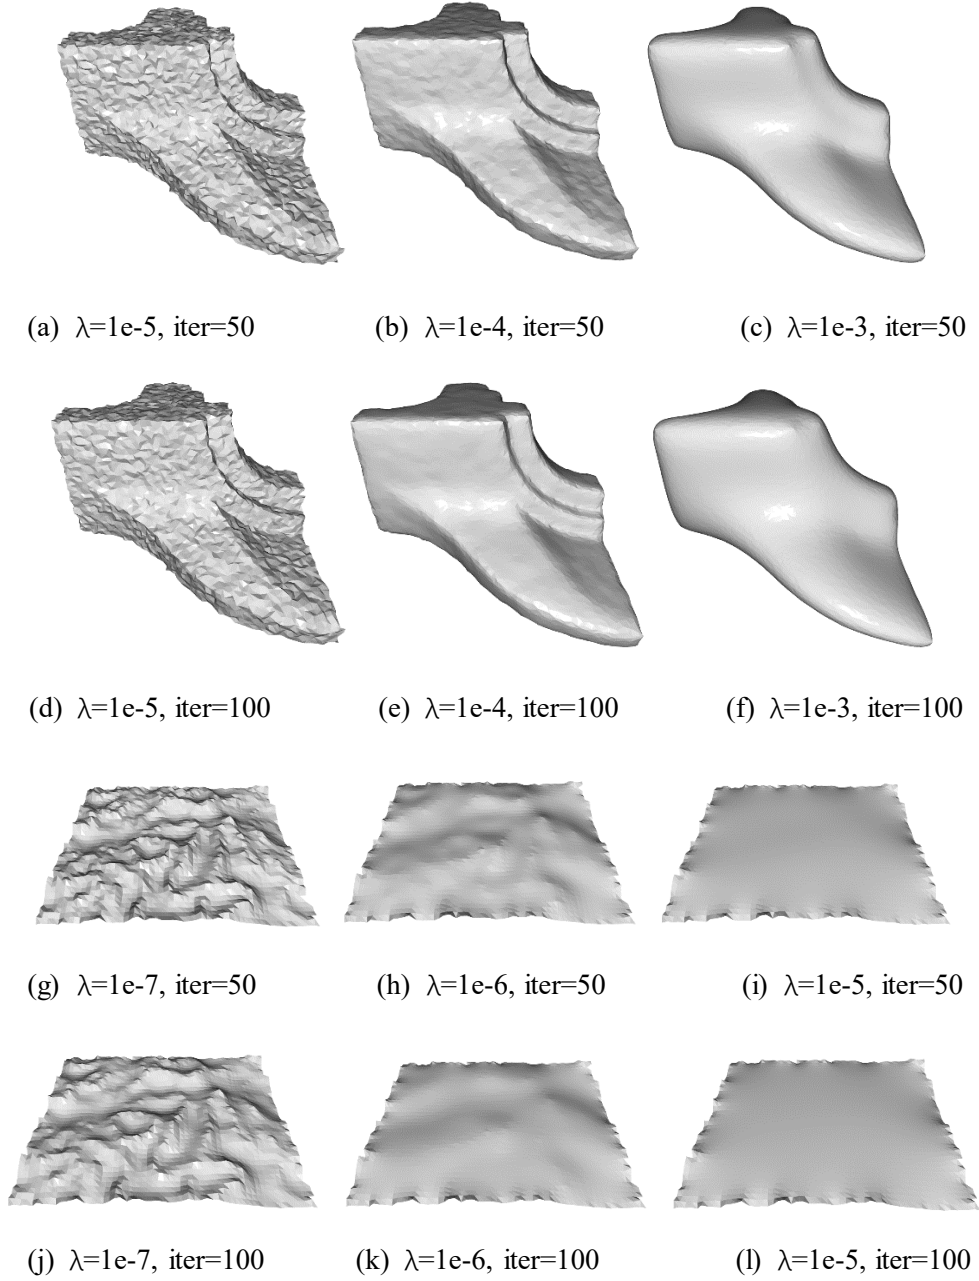 (a) λ=1e-5, iter=50 (b) λ=1e-4, iter=50 (c) λ=1e-3, iter=50
(d) λ=1e-5, iter=100 (e) λ=1e-4, iter=100 (f) λ=1e-3, iter=100
(g) λ=1e-7, iter=50 (h) λ=1e-6, iter=50 (i) λ=1e-5, iter=50
(j) λ=1e-7, iter=100 (k) λ=1e-6, iter=100 (l) λ=1e-5, iter=100